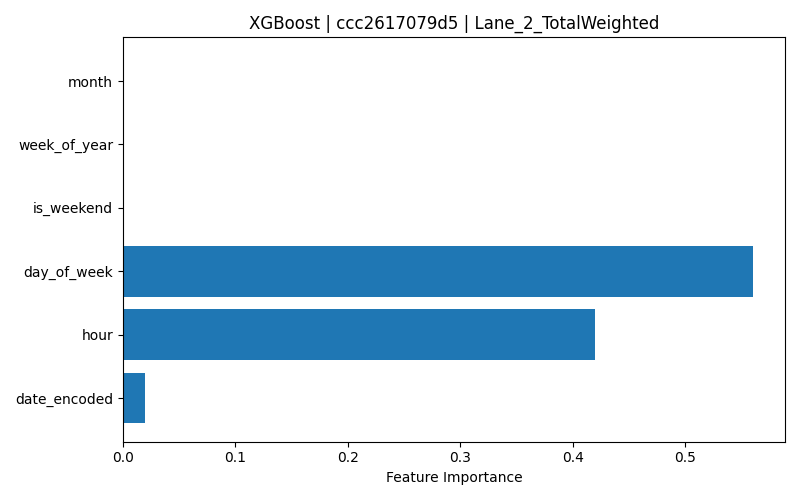 XGBoost | ccc2617079d5 | Lane_2_TotalWeighted
month
week_of_year
is_weekend
day_of_week
hour
date_encoded
0.0 0.1 0.2 0.3 0.4 0.5
Feature Importance